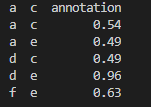 a c annotation
a c 0.54
a e 0.49
d c 0.49
d e 0.96
f e 0.63